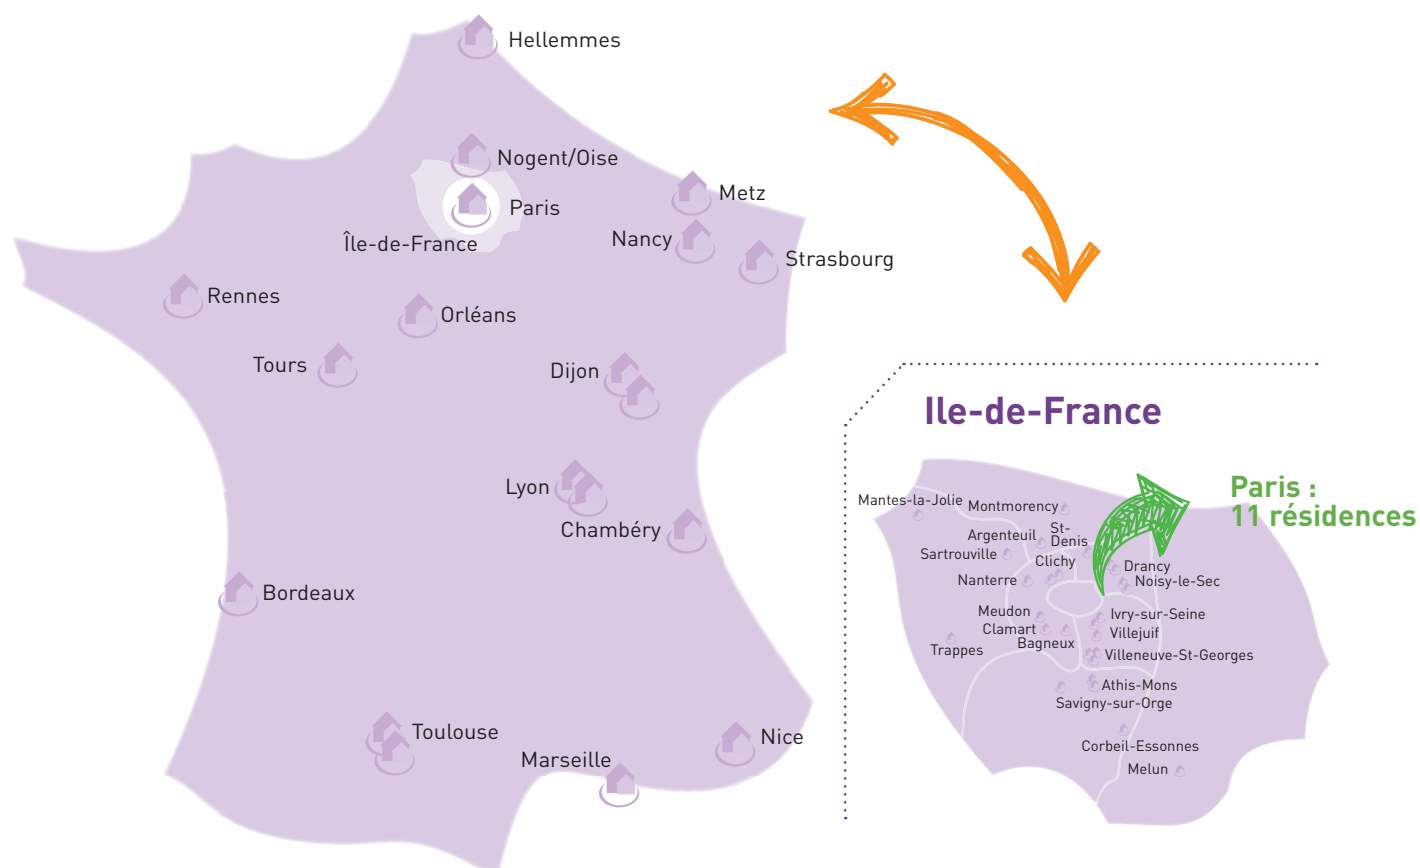 Hellemmes
Nogent/Oise
Paris
Île-de-France
Metz
Nancy
Strasbourg
Rennes
Orléans
Tours
Dijon
Lyon
Chambéry
Bordeaux
Toulouse
Marseille
Nice
Ile-de-France
Paris :
11 résidences
Mantes-la-Jolie
Montmorency
Argenteuil
St-
Denis
Sartrouville
Clichy
Drancy
Nanterre
Noisy-le-Sec
Meudon
Ivry-sur-Seine
Clamart
Villejuif
Bagneux
Trappes
Villeneuve-St-Georges
Athis-Mons
Savigny-sur-Orge
Corbeil-Essonnes
Melun